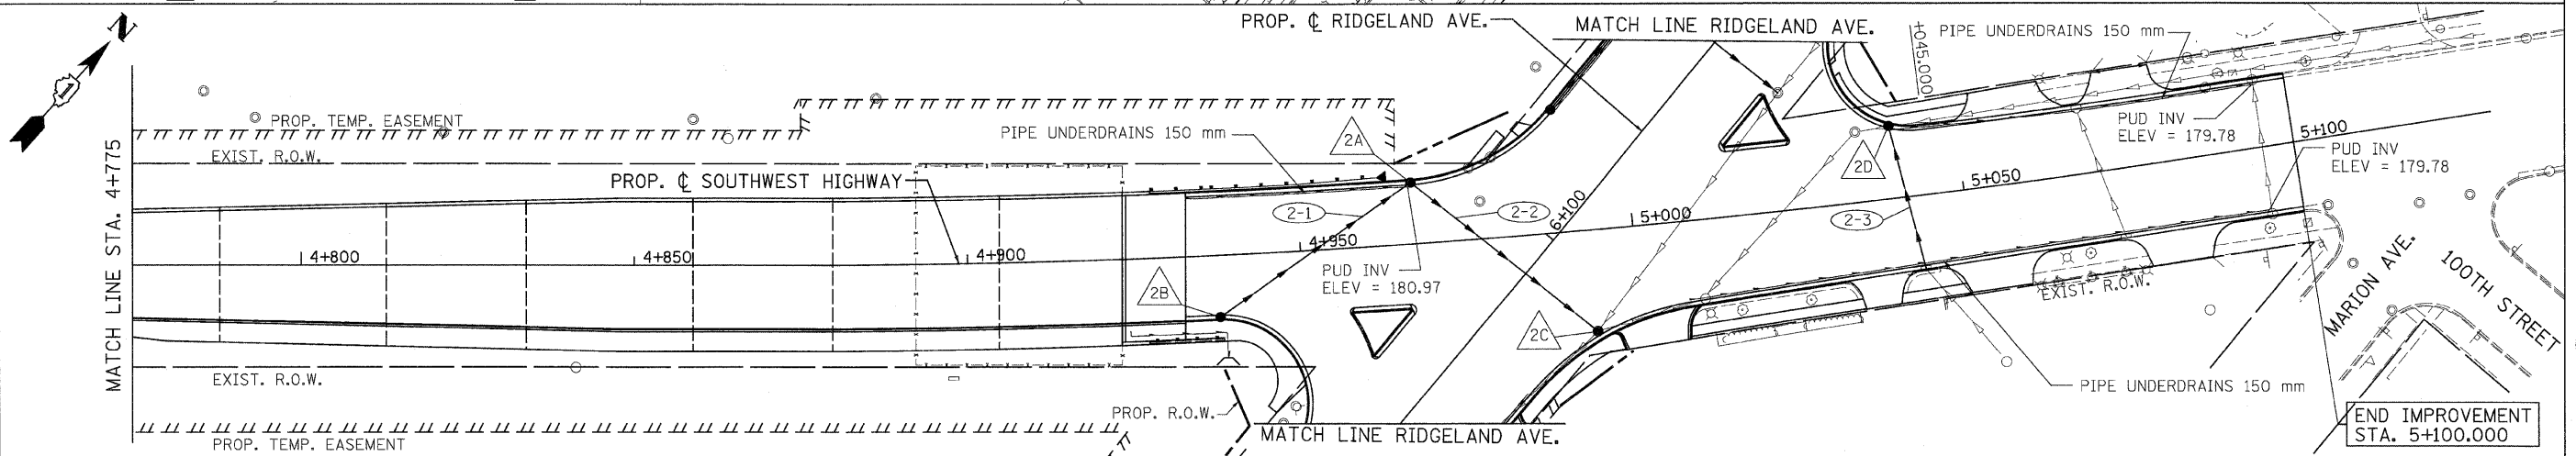 PROP. ℄ RIDGELAND AVE.
MATCH LINE RIDGELAND AVE.
+045.000
PIPE UNDERDRAINS 150 mm
N
1
PROP. TEMP. EASEMENT
EXIST. R.O.W.
MATCH LINE STA. 4+775
PIPE UNDERDRAINS 150 mm
2A
2D
PUD INV
ELEV = 179.78
5+100
PUD INV
ELEV = 179.78
PROP. ℄ SOUTHWEST HIGHWAY
5+050
2-1
2-2
6+100
5+000
2-3
4+800
4+850
4+900
4+950
PUD INV
ELEV = 180.97
2B
2C
EXIST. R.O.W.
MARION AVE.
100TH STREET
EXIST. R.O.W.
PIPE UNDERDRAINS 150 mm
PROP. R.O.W.
END IMPROVEMENT
STA. 5+100.000
MATCH LINE RIDGELAND AVE.
PROP. TEMP. EASEMENT